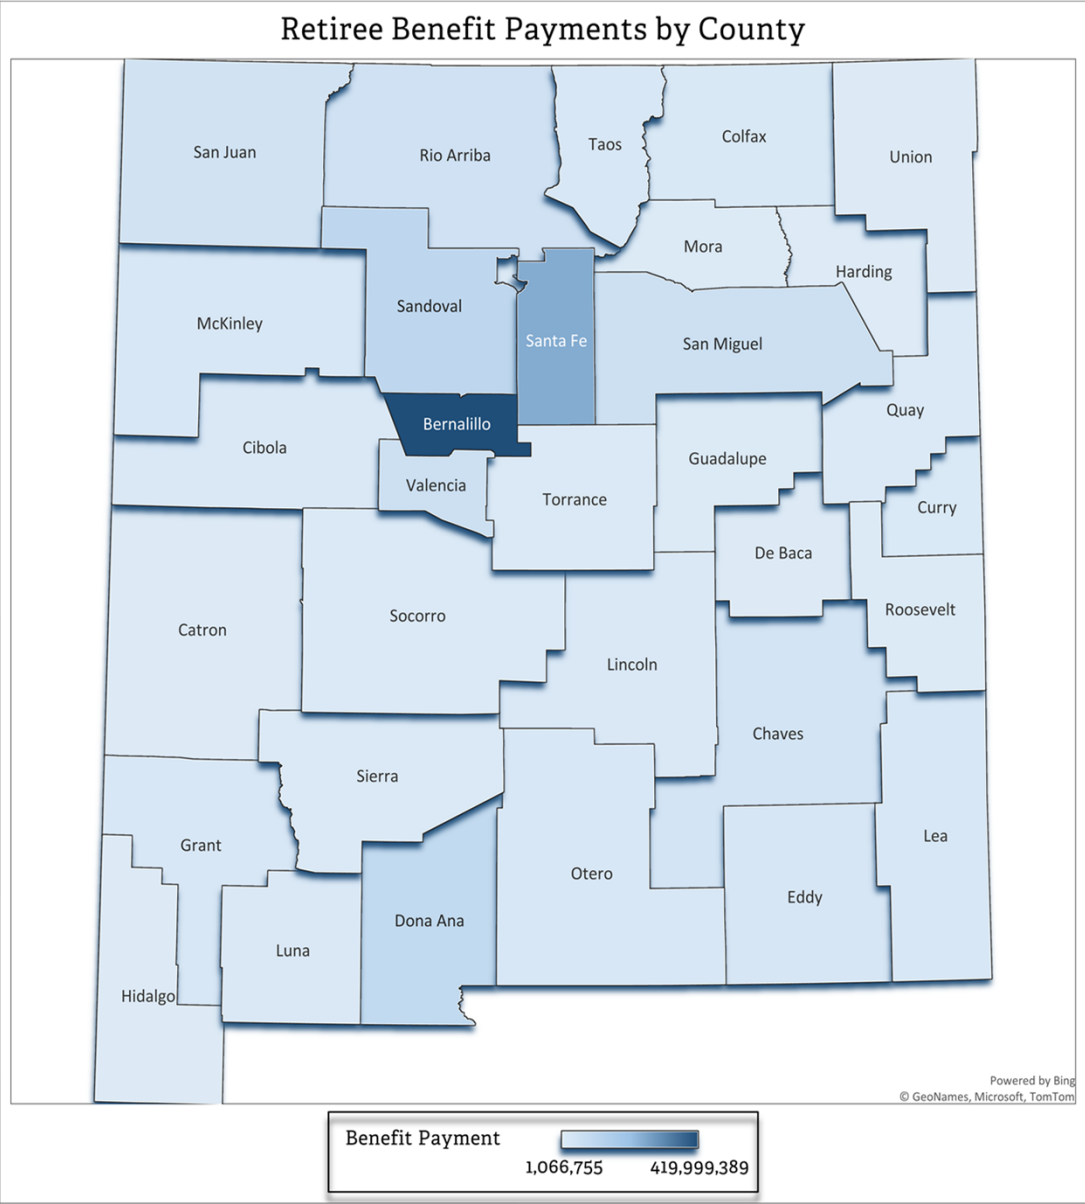 Retiree Benefit Payments by County
San Juan
Rio Arriba
Taos
Colfax
Union
Mora
Harding
McKinley
Sandoval
Santa Fe
San Miguel
Bernalillo
Quay
Cibola
Valencia
Guadalupe
Torrance
Curry
De Baca
Catron
Socorro
Roosevelt
Lincoln
Chaves
Sierra
Grant
Otero
Lea
Eddy
Dona Ana
Luna
Hidalgo
Powered by Bing
© GeoNames, Microsoft, TomTom
Benefit Payment
1,066,755 419,999,389